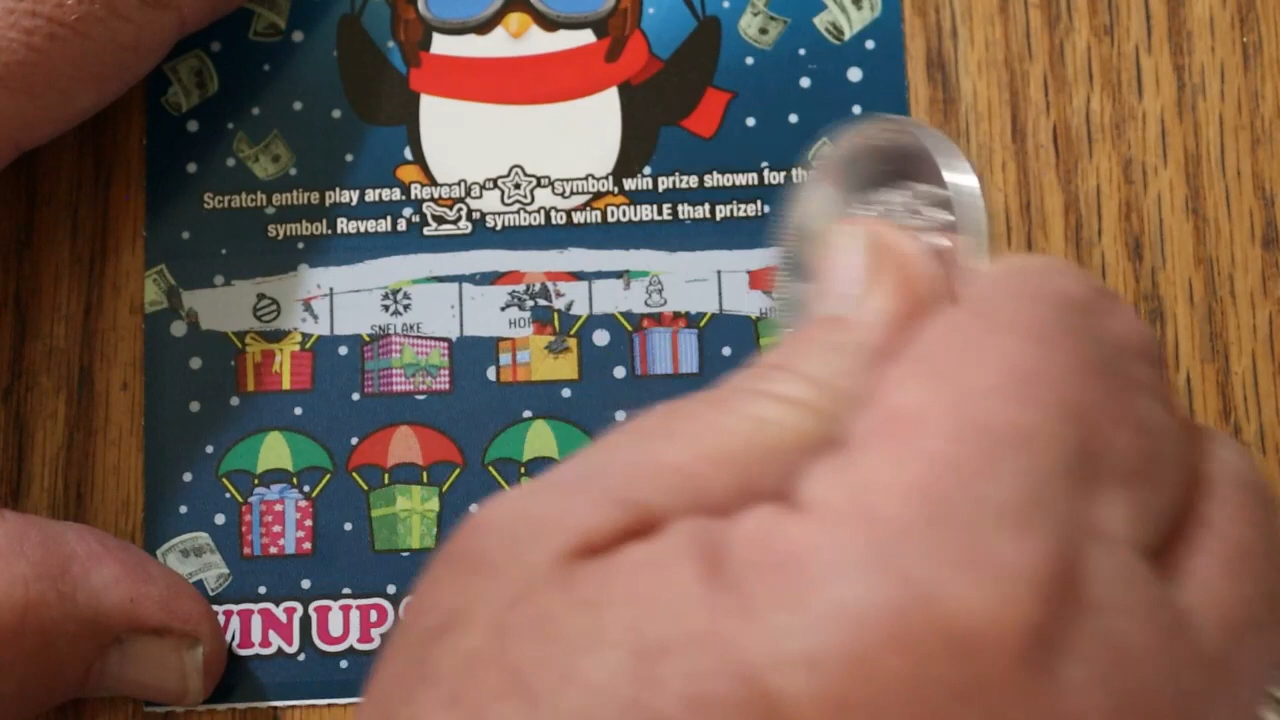 Scratch entire play area. Reveal a "☆" symbol, win prize shown for
symbol. Reveal a " " symbol to win DOUBLE that prize!
SNFLAKE
WIN UP